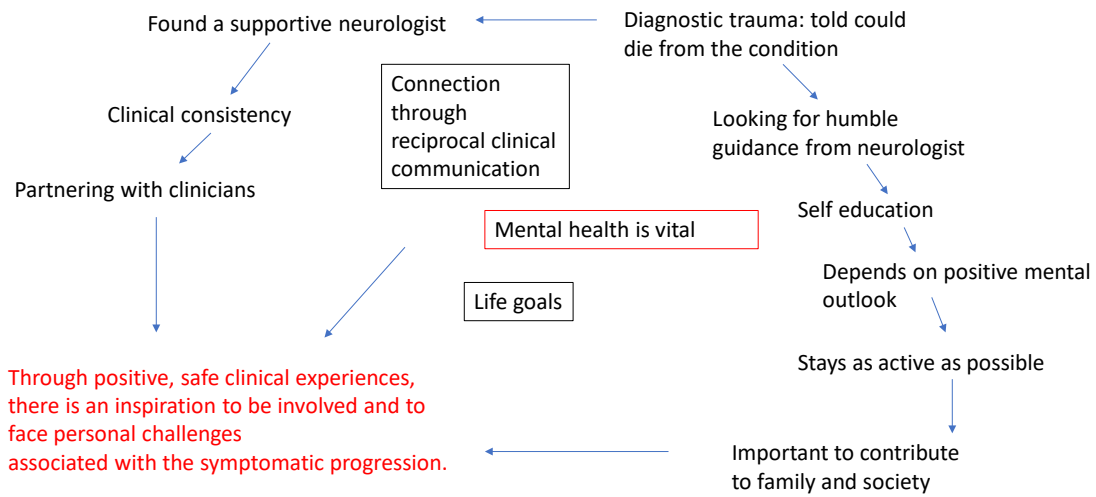 Found a supportive neurologist
Diagnostic trauma: told could
die from the condition
Connection
through
reciprocal clinical
communication
Clinical consistency
Looking for humble
guidance from neurologist
Partnering with clinicians
Self education
Mental health is vital
Depends on positive mental
outlook
Life goals
Stays as active as possible
Through positive, safe clinical experiences,
there is an inspiration to be involved and to
face personal challenges
associated with the symptomatic progression.
Important to contribute
to family and society